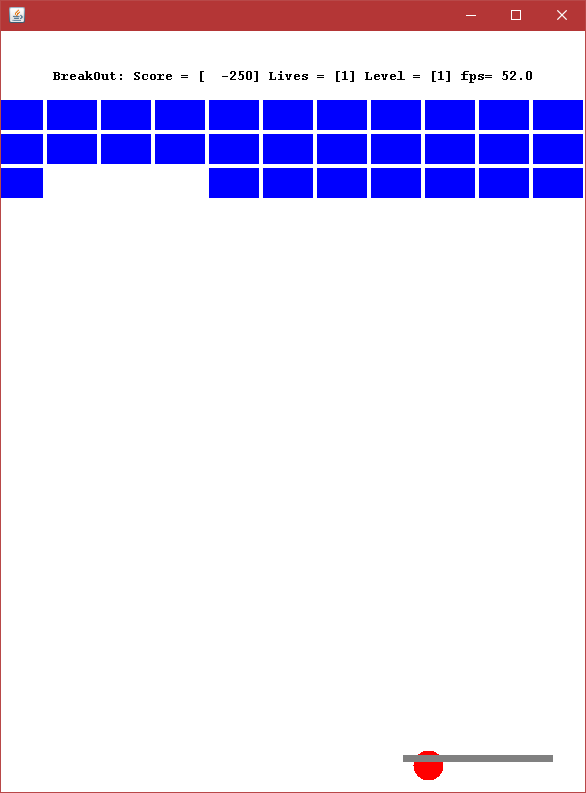 BreakOut: Score = [  -250] Lives = [1] Level = [1] fps= 52.0